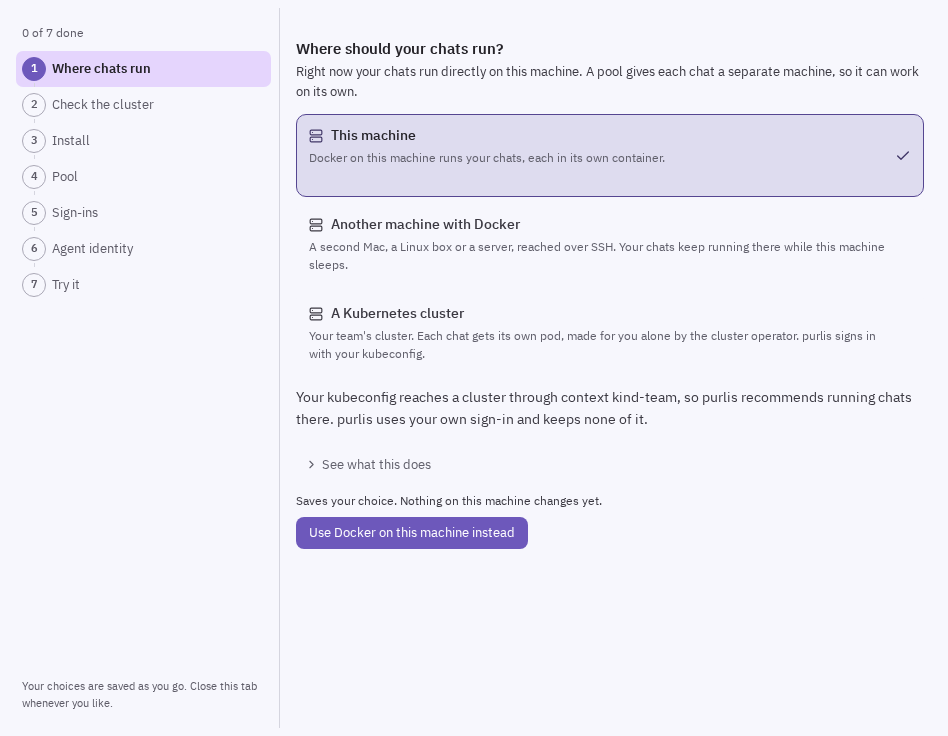 0 of 7 done
1 Where chats run
2 Check the cluster
3 Install
4 Pool
5 Sign-ins
6 Agent identity
7 Try it
Your choices are saved as you go. Close this tab
whenever you like.
Where should your chats run?
Right now your chats run directly on this machine. A pool gives each chat a separate machine, so it can work
on its own.
This machine
Docker on this machine runs your chats, each in its own container.
Another machine with Docker
A second Mac, a Linux box or a server, reached over SSH. Your chats keep running there while this machine
sleeps.
A Kubernetes cluster
Your team's cluster. Each chat gets its own pod, made for you alone by the cluster operator. purlis signs in
with your kubeconfig.
Your kubeconfig reaches a cluster through context kind-team, so purlis recommends running chats
there. purlis uses your own sign-in and keeps none of it.
See what this does
Saves your choice. Nothing on this machine changes yet.
Use Docker on this machine instead